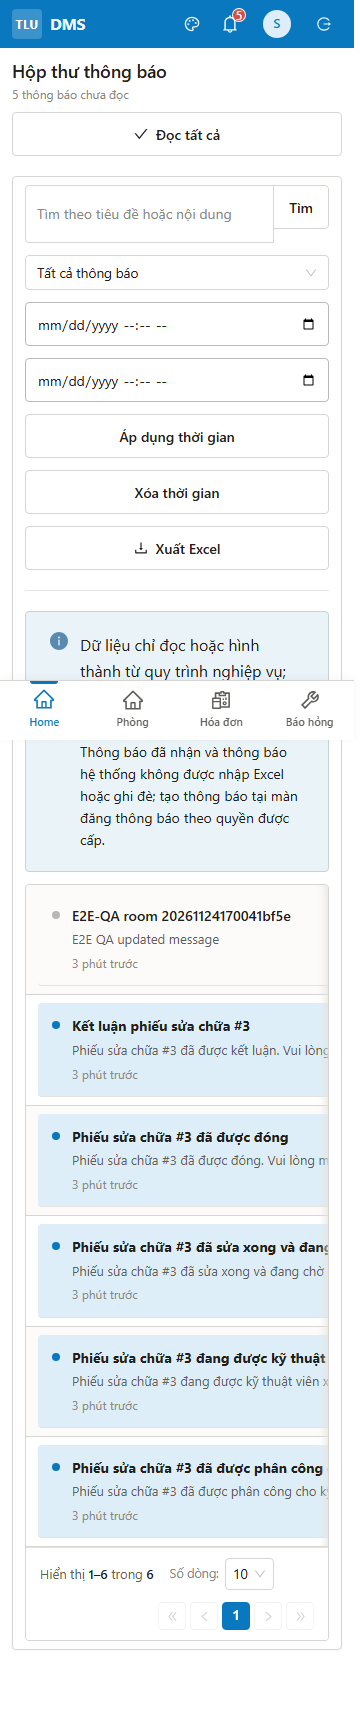 TLU DMS 5 S
Hộp thư thông báo
5 thông báo chưa đọc
Đọc tất cả
Tìm theo tiêu đề hoặc nội dung
Tìm
Tất cả thông báo
mm/dd/yyyy --:-- --
mm/dd/yyyy --:-- --
Áp dụng thời gian
Xóa thời gian
Xuất Excel
Dữ liệu chỉ đọc hoặc hình
thành từ quy trình nghiệp vụ;
Home Phòng Hóa đơn Báo hỏng
Thông báo đã nhận và thông báo
hệ thống không được nhập Excel
hoặc ghi đè; tạo thông báo tại màn
đăng thông báo theo quyền được
cấp.
E2E-QA room 20261124170041bf5e
E2E QA updated message
3 phút trước
Kết luận phiếu sửa chữa #3
Phiếu sửa chữa #3 đã được kết luận. Vui lòng
3 phút trước
Phiếu sửa chữa #3 đã được đóng
Phiếu sửa chữa #3 đã được đóng. Vui lòng m
3 phút trước
Phiếu sửa chữa #3 đã sửa xong và đang
Phiếu sửa chữa #3 đã sửa xong và đang chờ
3 phút trước
Phiếu sửa chữa #3 đang được kỹ thuật
Phiếu sửa chữa #3 đang được kỹ thuật viên x
3 phút trước
Phiếu sửa chữa #3 đã được phân công
Phiếu sửa chữa #3 đã được phân công cho k
3 phút trước
Hiển thị 1–6 trong 6 Số dòng: 10
« ‹ 1 › »